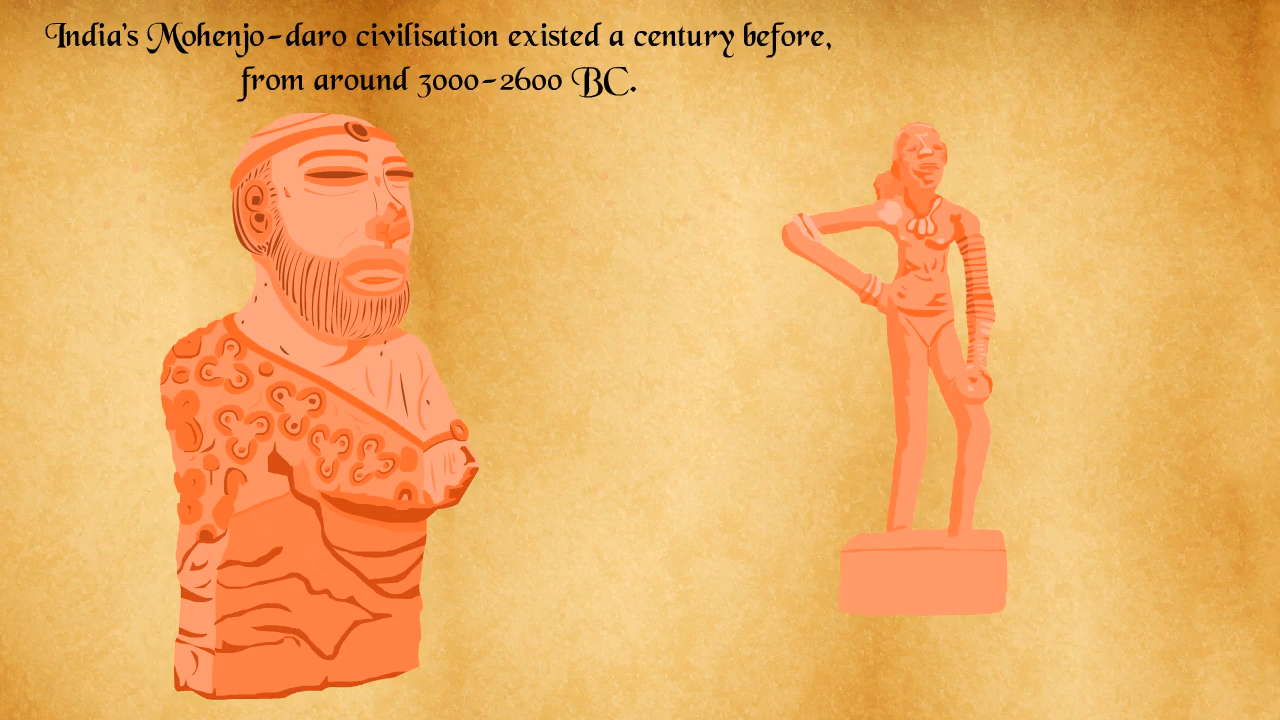 India's Mohenjo-daro civilisation existed a century before,
from around 3000-2600 BC.